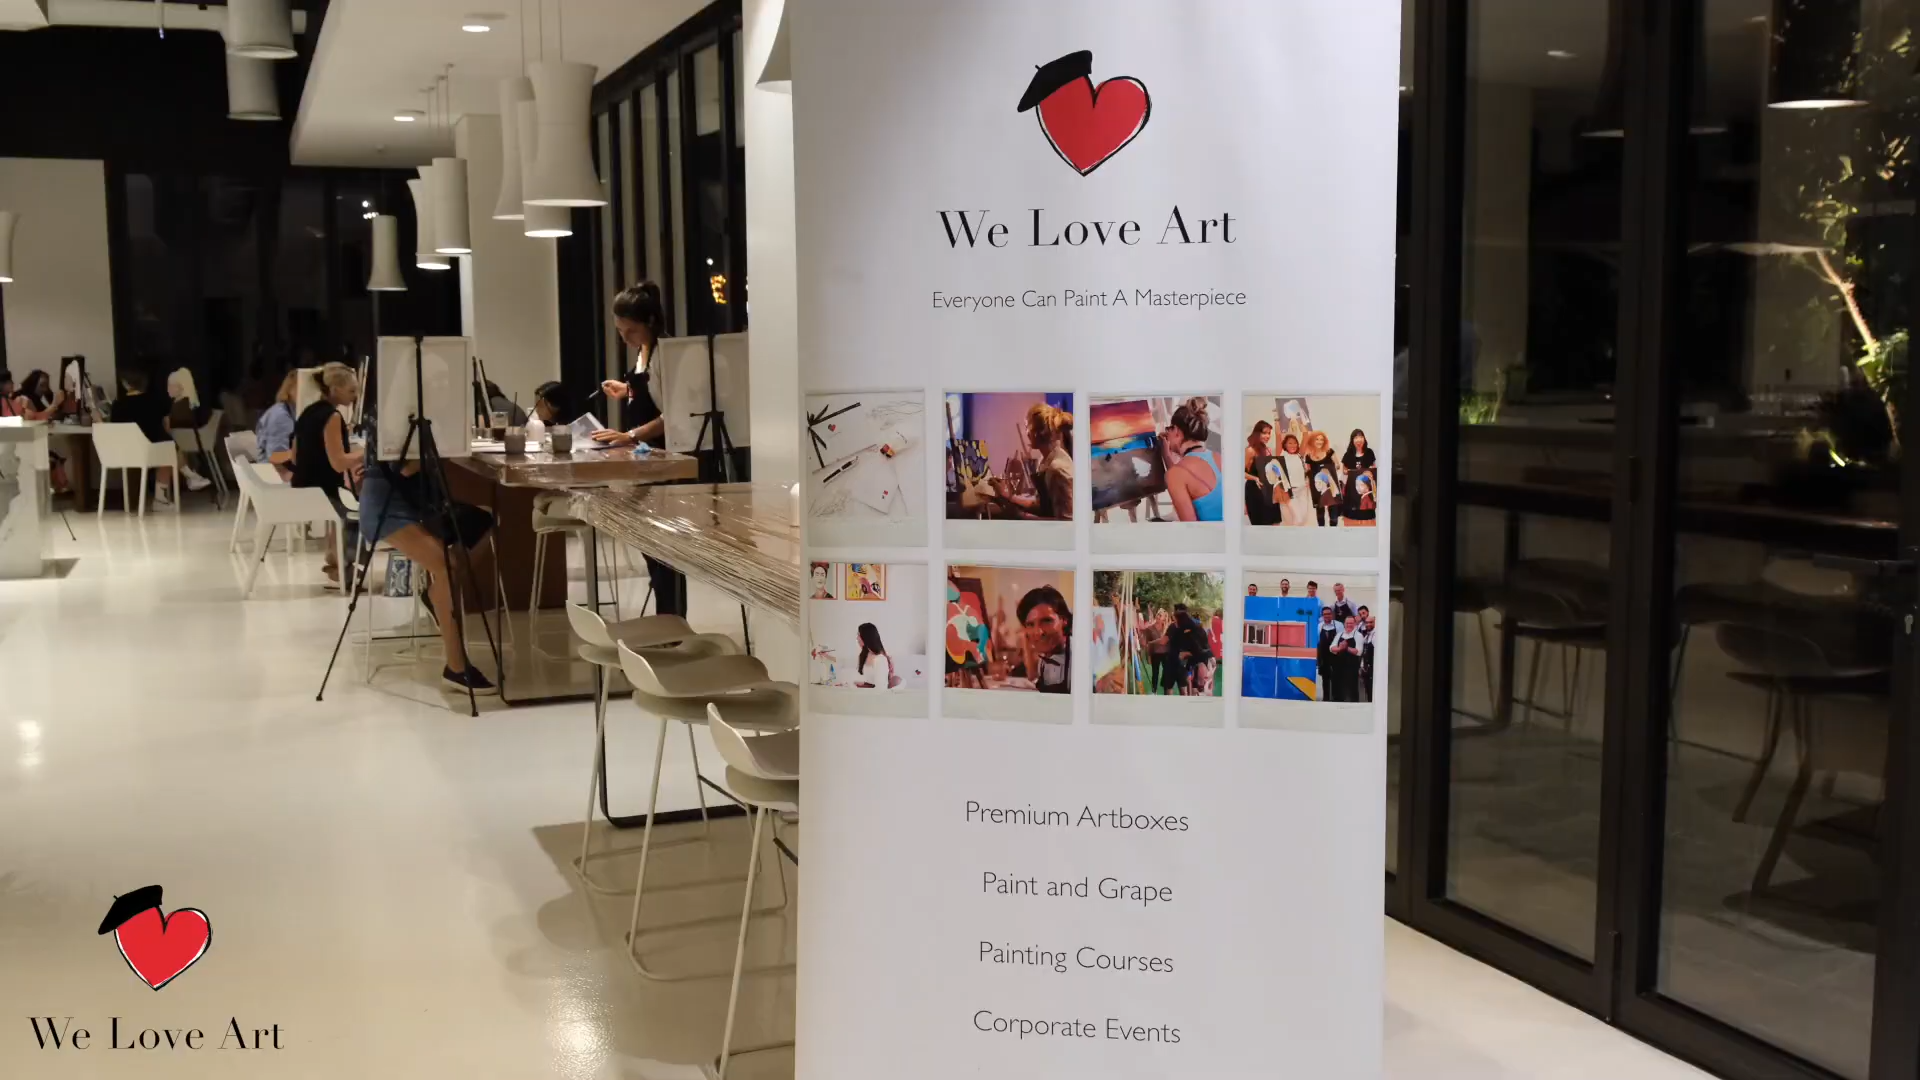 We Love Art
Everyone Can Paint A Masterpiece
Premium Artboxes
Paint and Grape
Painting Courses
Corporate Events
We Love Art